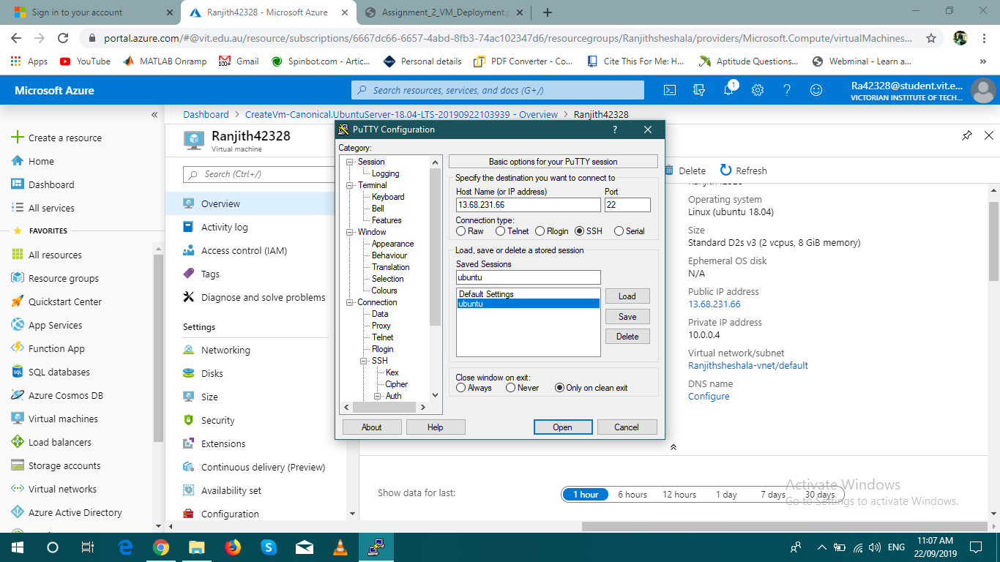 Sign in to your account
Ranjith42328 - Microsoft Azure
Assignment_2_VM_Deployment.p
portal.azure.com/#@vit.edu.au/resource/subscriptions/6667dc66-6657-4abd-8fb3-74ac102347d6/resourcegroups/Ranjithsheshala/providers/Microsoft.Compute/virtualMachines...
Apps YouTube MATLAB Onramp Gmail Spinbot.com - Artic... Personal details PDF Converter - Co... Cite This For Me: H... Aptitude Questions... Webminal - Learn a... »
Microsoft Azure
Search resources, services, and docs (G+/)
1
Ra42328@student.vit.e...
VICTORIAN INSTITUTE OF TECH...
«
Create a resource
Home
Dashboard
All services
FAVORITES
All resources
Resource groups
Quickstart Center
App Services
Function App
SQL databases
Azure Cosmos DB
Virtual machines
Load balancers
Storage accounts
Virtual networks
Azure Active Directory
Dashboard > CreateVm-Canonical.UbuntuServer-18.04-LTS-20190922103939 - Overview > Ranjith42328
Ranjith42328
Virtual machine
Search (Ctrl+/)
Overview
Activity log
Access control (IAM)
Tags
Diagnose and solve problems
Settings
Networking
Disks
Size
Security
Extensions
Continuous delivery (Preview)
Availability set
Configuration
PuTTY Configuration
? X
Category:
Session
Logging
Terminal
Keyboard
Bell
Features
Window
Appearance
Behaviour
Translation
Selection
Colours
Connection
Data
Proxy
Telnet
Rlogin
SSH
Kex
Cipher
Auth
Basic options for your PuTTY session
Specify the destination you want to connect to
Host Name (or IP address) Port
13.68.231.66 22
Connection type:
Raw Telnet Rlogin SSH Serial
Load, save or delete a stored session
Saved Sessions
ubuntu
Default Settings
ubuntu
Load
Save
Delete
Close window on exit:
Always Never Only on clean exit
About Help Open Cancel
Delete Refresh
Ranjith42328
Operating system
Linux (ubuntu 18.04)
Size
Standard D2s v3 (2 vcpus, 8 GiB memory)
Ephemeral OS disk
N/A
Public IP address
13.68.231.66
Private IP address
10.0.0.4
Virtual network/subnet
Ranjithsheshala-vnet/default
DNS name
Configure
Show data for last:
1 hour 6 hours 12 hours 1 day 7 days 30 days
Activate Windows
Go to Settings to activate Windows.
ENG
11:07 AM
22/09/2019